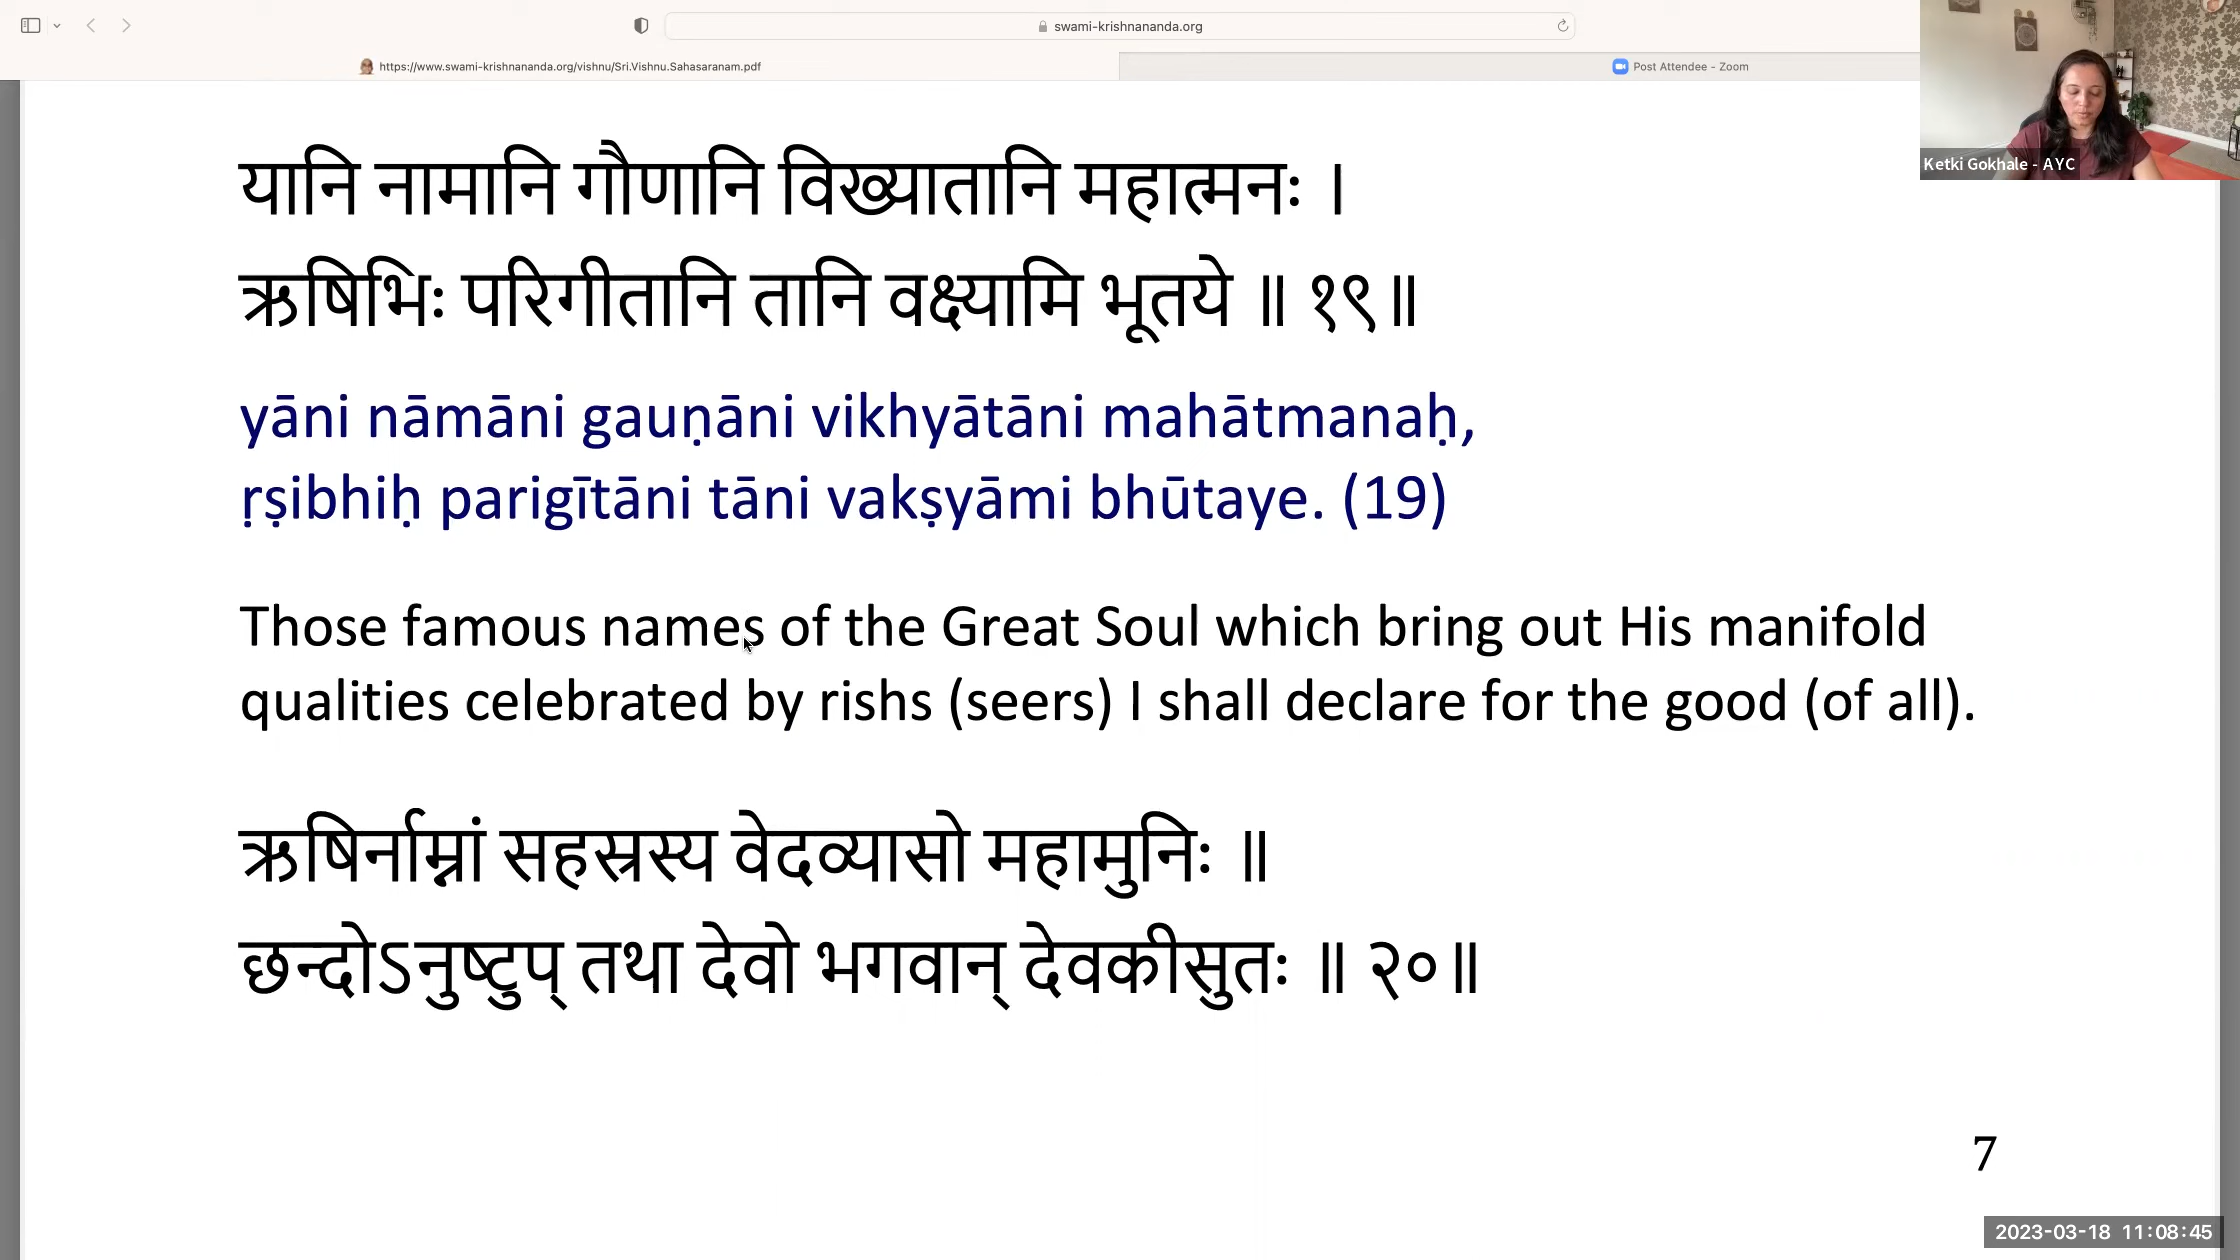 swami-krishnananda.org
https://www.swami-krishnananda.org/vishnu/Sri.Vishnu.Sahasaranam.pdf
Post Attendee - Zoom
Ketki Gokhale - AYC
यानि नामानि गौणानि विख्यातानि महात्मनः ।
ऋषिभिः परिगीतानि तानि वक्ष्यामि भूतये ॥ १९॥
yāni nāmāni gauṇāni vikhyātāni mahātmanaḥ,
ṛṣibhiḥ parigītāni tāni vakṣyāmi bhūtaye. (19)
Those famous names of the Great Soul which bring out His manifold
qualities celebrated by rishs (seers) I shall declare for the good (of all).
ऋषिर्नाम्नां सहस्रस्य वेदव्यासो महामुनिः ॥
छन्दोऽनुष्टुप् तथा देवो भगवान् देवकीसुतः ॥ २०॥
7
2023-03-18 11:08:45